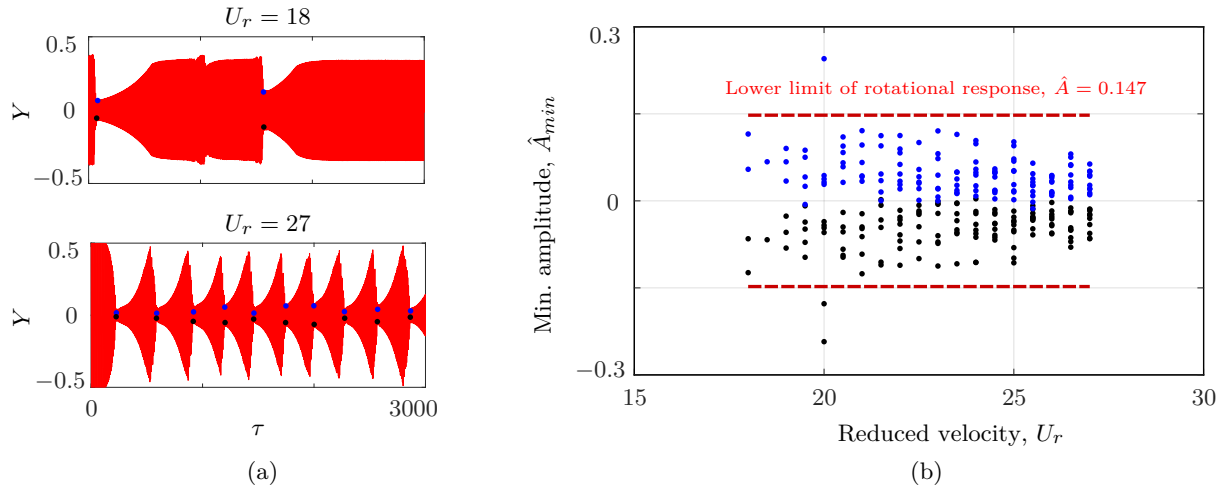 U_r = 18
0.5
0
−0.5
Y
U_r = 27
0.5
0
−0.5
Y
0
3000
τ
(a)
0.3
0
−0.3
Min. amplitude, Â_min
Lower limit of rotational response, Â = 0.147
15
20
25
30
Reduced velocity, U_r
(b)